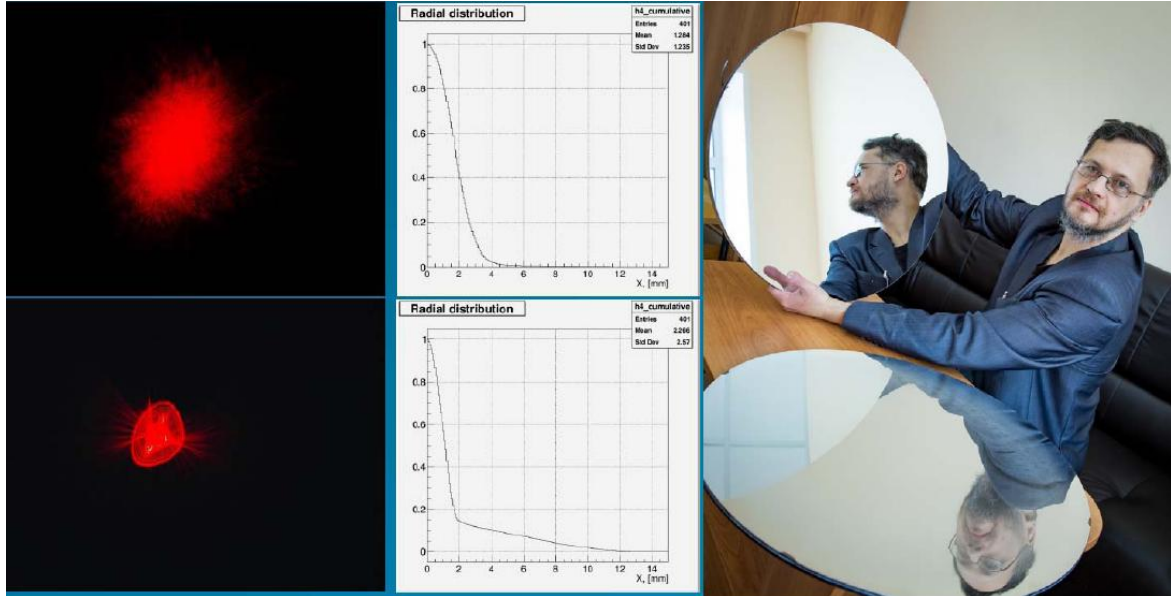 Radial distribution
h4_cumulative
Entries 401
Mean 1.284
Std Dev 1.235
1
0.8
0.6
0.4
0.2
0
0 2 4 6 8 10 12 14
X, [mm]
Radial distribution
h4_cumulative
Entries 401
Mean 2.266
Std Dev 2.57
1
0.8
0.6
0.4
0.2
0
0 2 4 6 8 10 12 14
X, [mm]